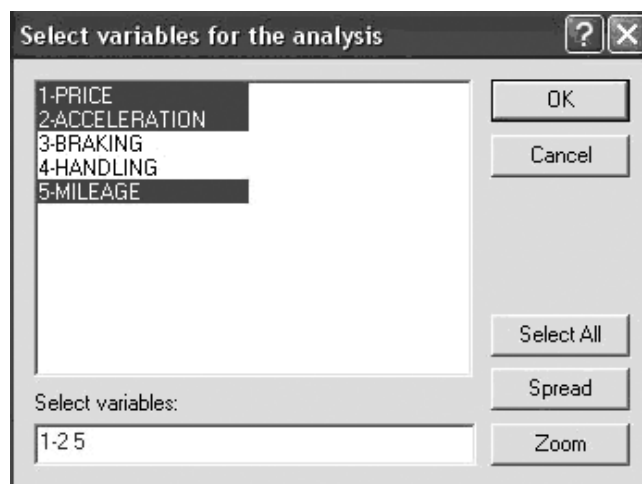 Select variables for the analysis
1-PRICE
2-ACCELERATION
3-BRAKING
4-HANDLING
5-MILEAGE
OK
Cancel
Select All
Spread
Zoom
Select variables:
1-2 5